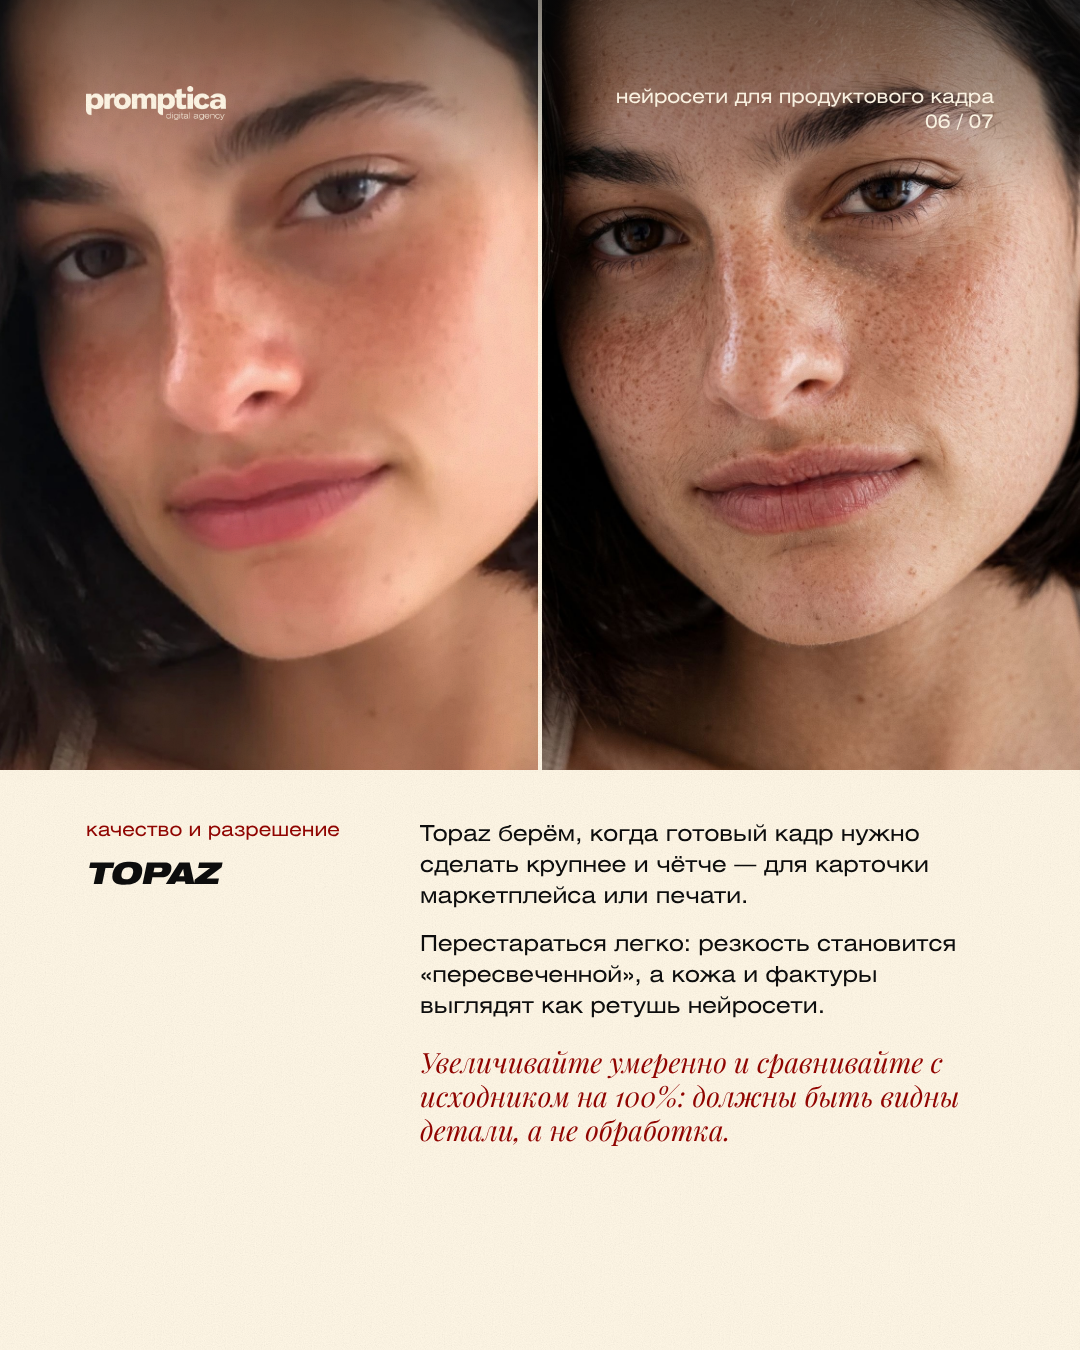 promptica
digital agency
нейросети для продуктового кадра
06 / 07
качество и разрешение
TOPAZ
Topaz берём, когда готовый кадр нужно
сделать крупнее и чётче — для карточки
маркетплейса или печати.
Перестараться легко: резкость становится
«пересвеченной», а кожа и фактуры
выглядят как ретушь нейросети.
Увеличивайте умеренно и сравнивайте с
исходником на 100%: должны быть видны
детали, а не обработка.